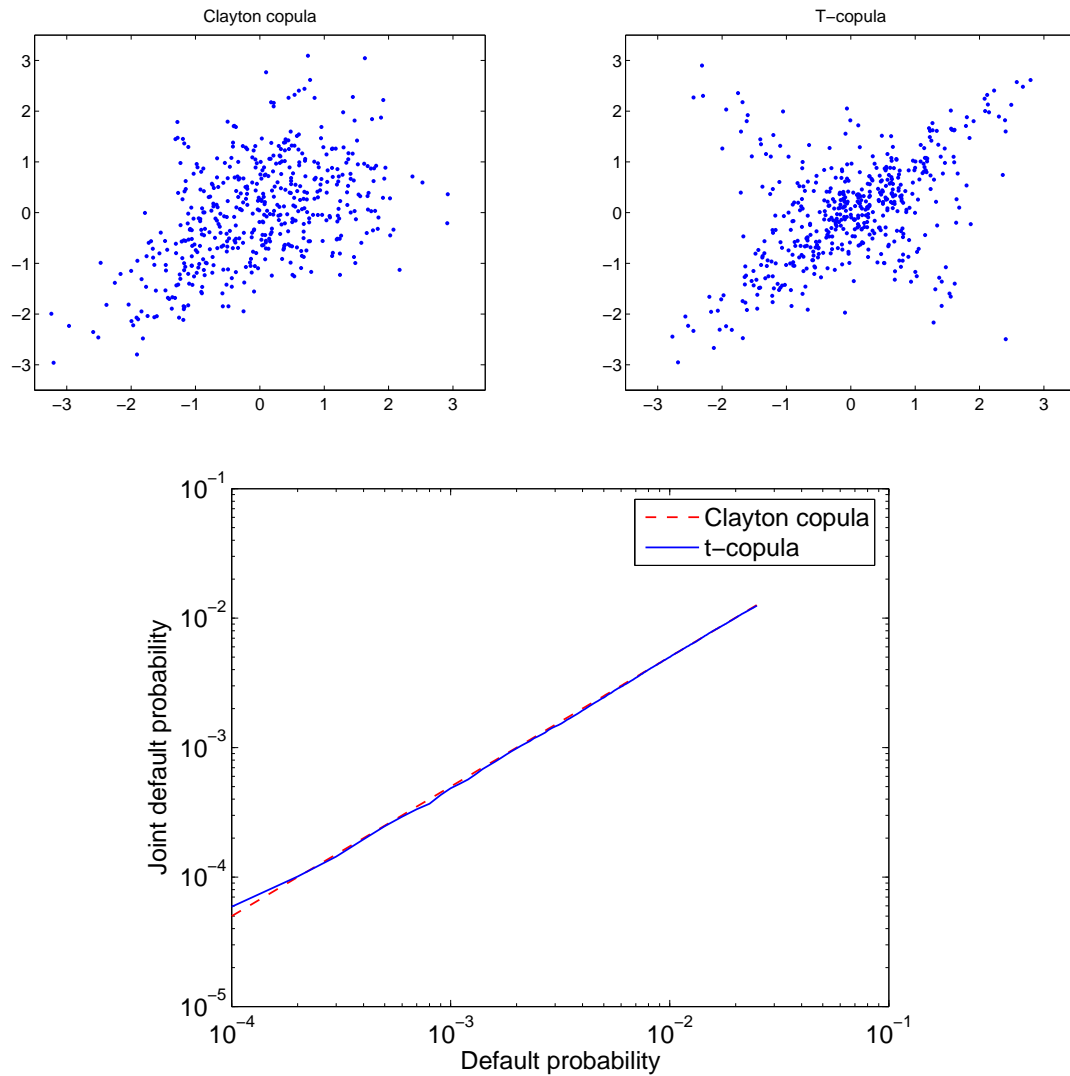 Clayton copula
T−copula
3
2
1
0
−1
−2
−3
−3 −2 −1 0 1 2 3
3
2
1
0
−1
−2
−3
−3 −2 −1 0 1 2 3
10⁻¹
10⁻²
10⁻³
10⁻⁴
10⁻⁵
Joint default probability
Clayton copula
t−copula
10⁻⁴ 10⁻³ 10⁻² 10⁻¹
Default probability